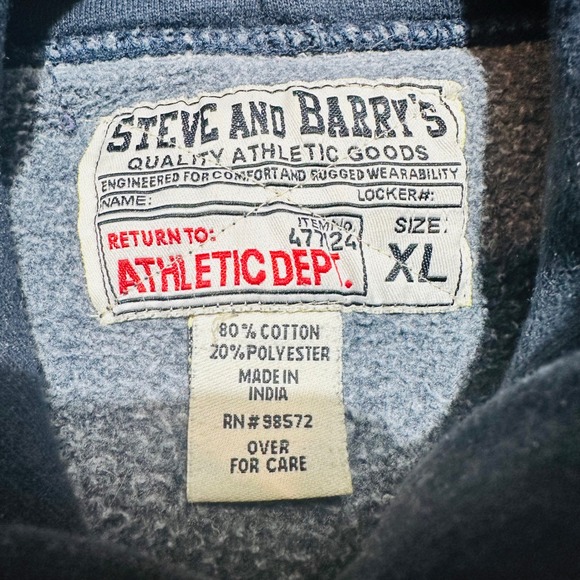 STEVE AND BARRY'S
QUALITY ATHLETIC GOODS
ENGINEERED FOR COMFORT AND RUGGED WEARABILITY
NAME: LOCKER#:
RETURN TO: ITEM NO. SIZE:
477124 XL
ATHLETIC DEPT.
80% COTTON
20% POLYESTER
MADE IN
INDIA
RN# 98572
OVER
FOR CARE